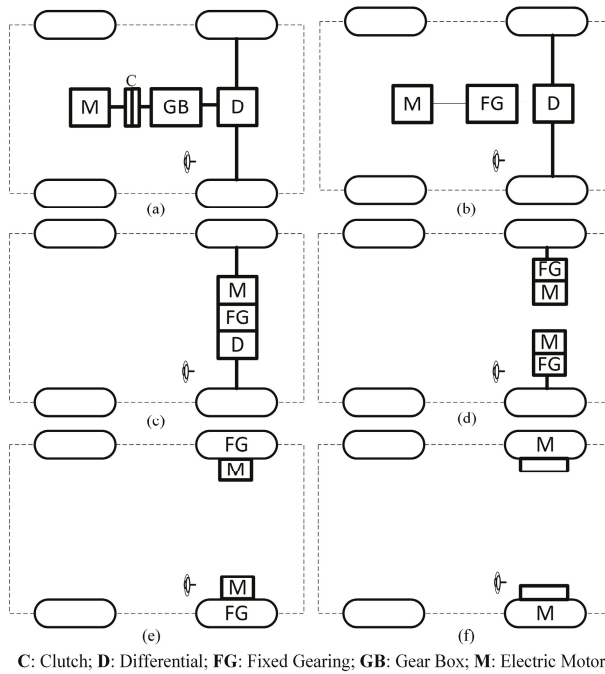 C
M GB D
M FG D
(a) (b)
M
FG
D
FG
M
M
FG
(c) (d)
FG
M
M
M
FG
M
(e) (f)
C: Clutch; D: Differential; FG: Fixed Gearing; GB: Gear Box; M: Electric Motor